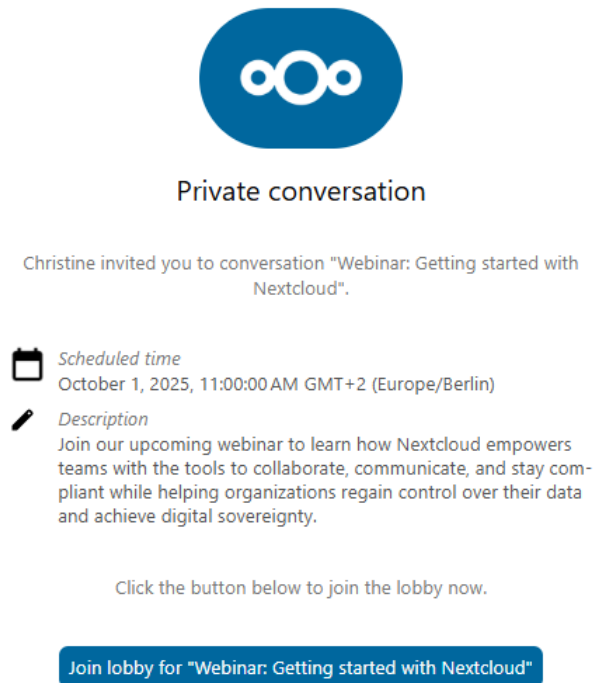 Private conversation
Christine invited you to conversation "Webinar: Getting started with
Nextcloud".
Scheduled time
October 1, 2025, 11:00:00 AM GMT+2 (Europe/Berlin)
Description
Join our upcoming webinar to learn how Nextcloud empowers
teams with the tools to collaborate, communicate, and stay com-
pliant while helping organizations regain control over their data
and achieve digital sovereignty.
Click the button below to join the lobby now.
Join lobby for "Webinar: Getting started with Nextcloud"